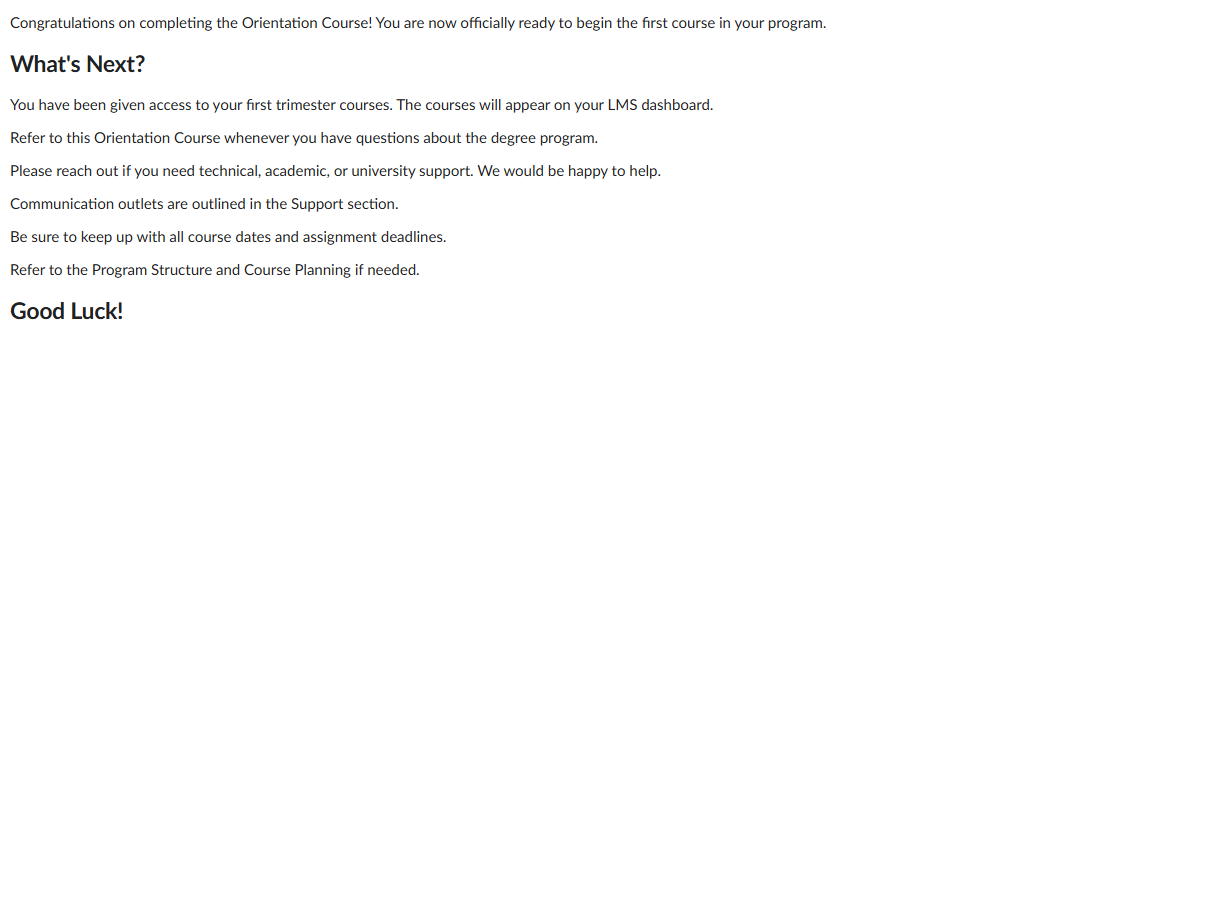 Congratulations on completing the Orientation Course! You are now officially ready to begin the first course in your program.
What's Next?
You have been given access to your first trimester courses. The courses will appear on your LMS dashboard.
Refer to this Orientation Course whenever you have questions about the degree program.
Please reach out if you need technical, academic, or university support. We would be happy to help.
Communication outlets are outlined in the Support section.
Be sure to keep up with all course dates and assignment deadlines.
Refer to the Program Structure and Course Planning if needed.
Good Luck!